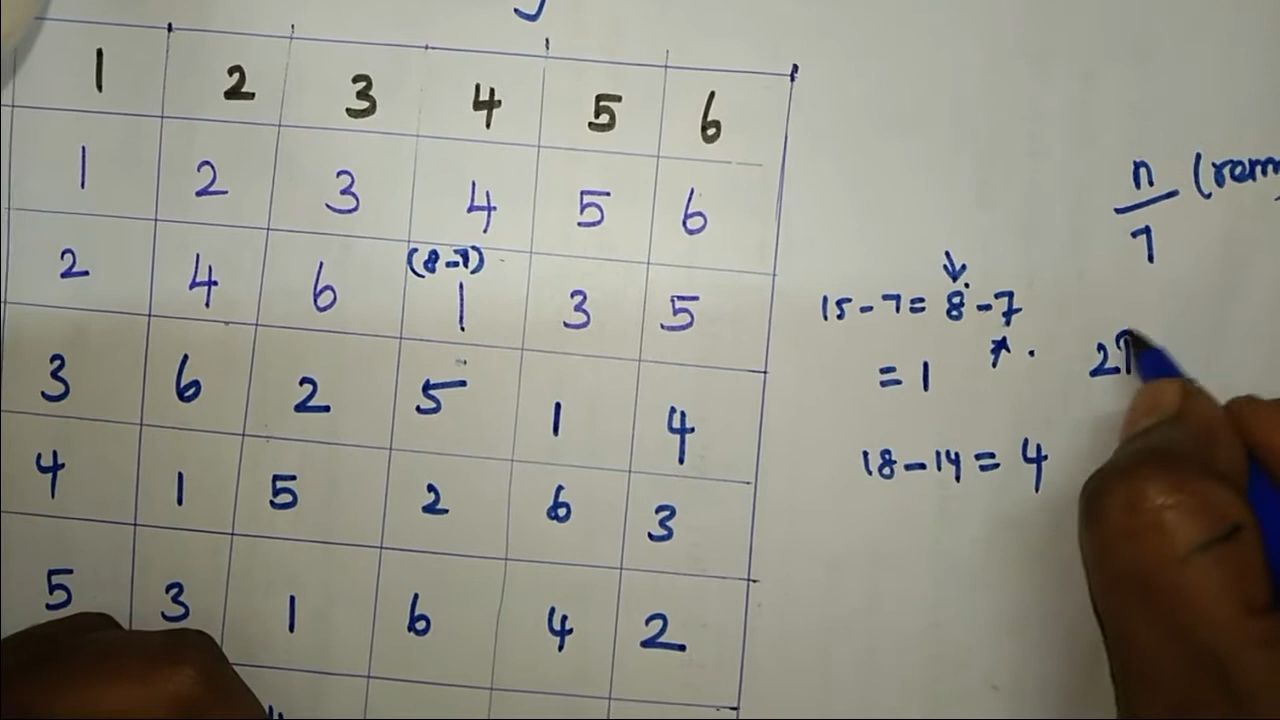 1 2 3 4 5 6
1 2 3 4 5 6
(8-7)
2 4 6 1 3 5
3 6 2 5 1 4
4 1 5 2 6 3
5 3 1 6 4 2
n
7
15-7=8-7
=1
18-14=4